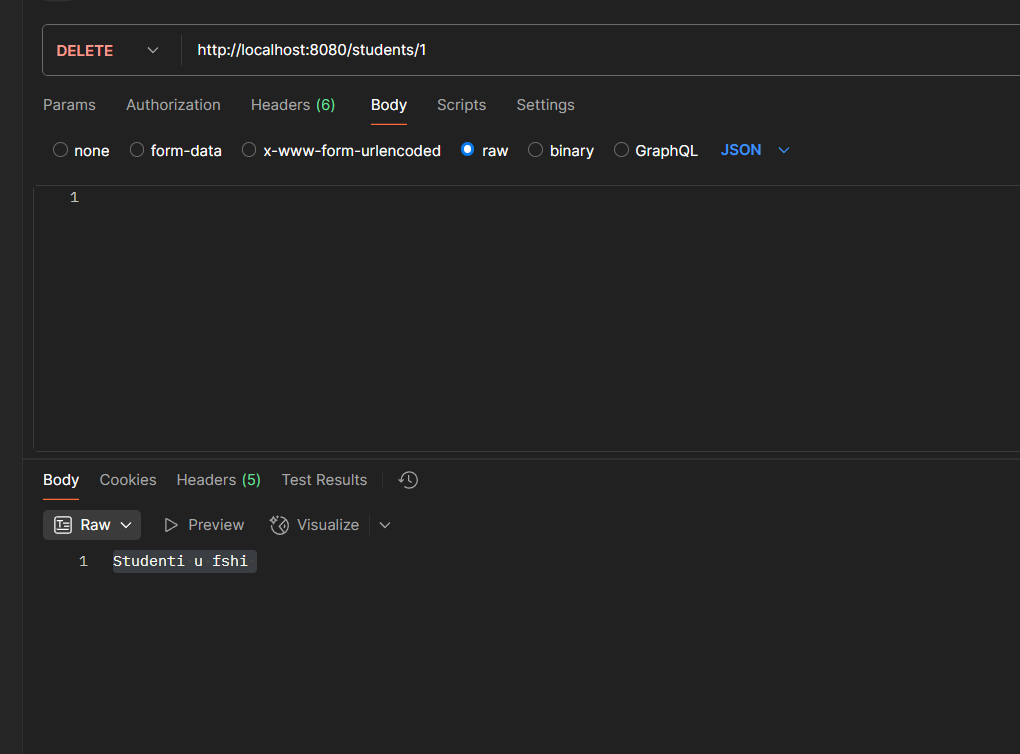 DELETE http://localhost:8080/students/1
Params Authorization Headers (6) Body Scripts Settings
none form-data x-www-form-urlencoded raw binary GraphQL JSON
1
Body Cookies Headers (5) Test Results
Raw Preview Visualize
1 Studenti u fshi